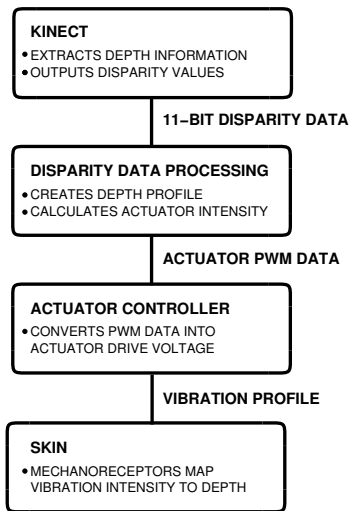 KINECT
• EXTRACTS DEPTH INFORMATION
• OUTPUTS DISPARITY VALUES
11−BIT DISPARITY DATA
DISPARITY DATA PROCESSING
• CREATES DEPTH PROFILE
• CALCULATES ACTUATOR INTENSITY
ACTUATOR PWM DATA
ACTUATOR CONTROLLER
• CONVERTS PWM DATA INTO
ACTUATOR DRIVE VOLTAGE
VIBRATION PROFILE
SKIN
• MECHANORECEPTORS MAP
VIBRATION INTENSITY TO DEPTH